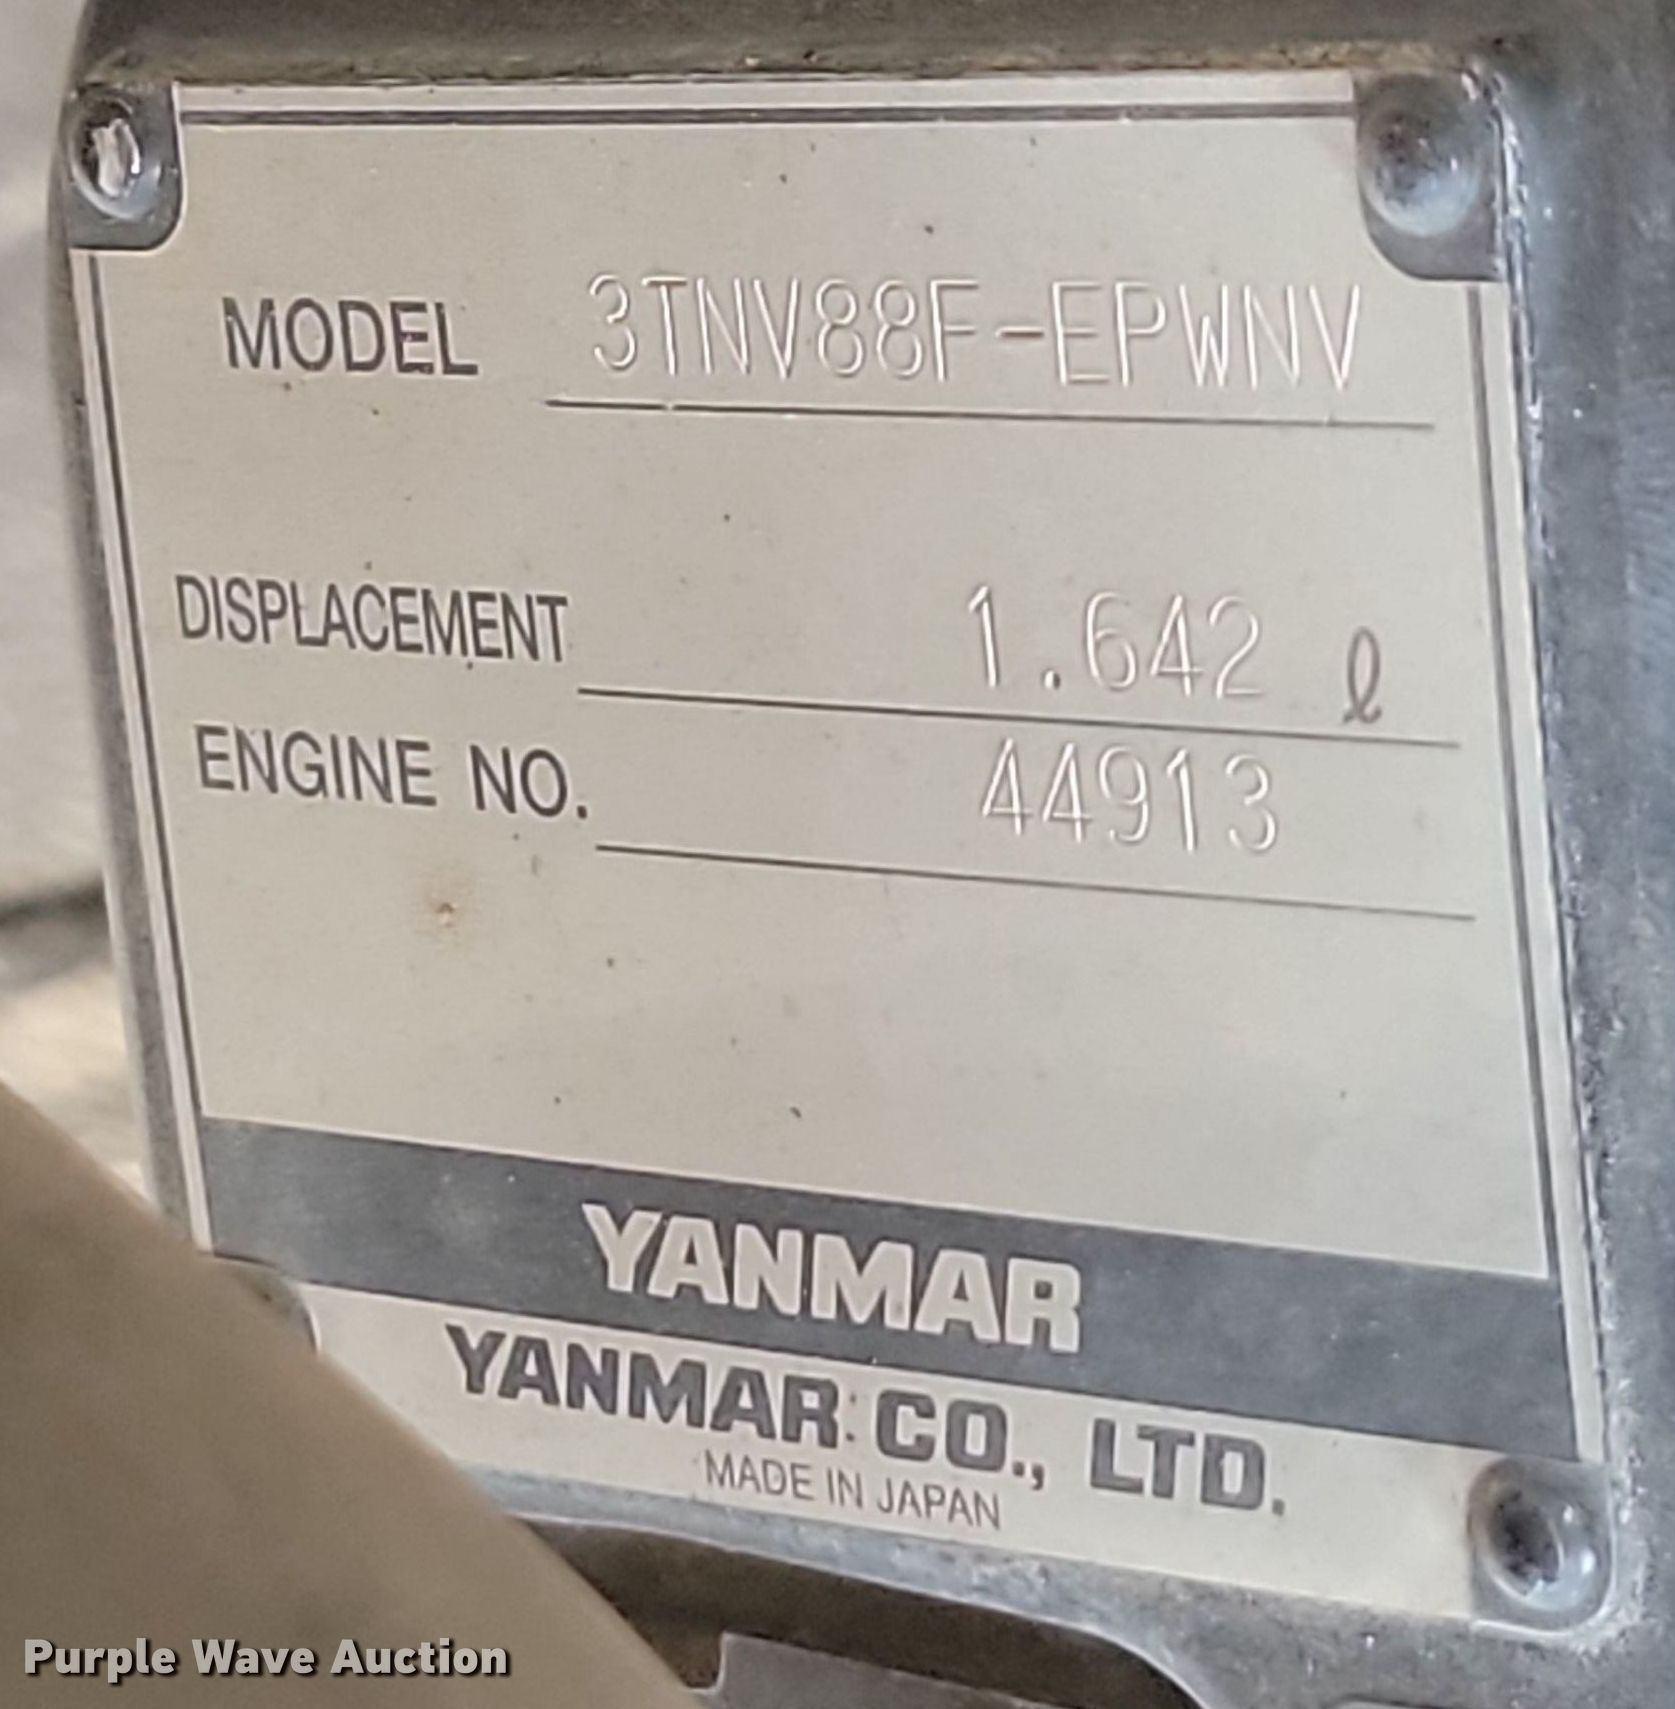 MODEL 3TNV88F-EPWNV
DISPLACEMENT 1.642 ℓ
ENGINE NO. 44913
YANMAR
YANMAR CO., LTD.
MADE IN JAPAN
Purple Wave Auction